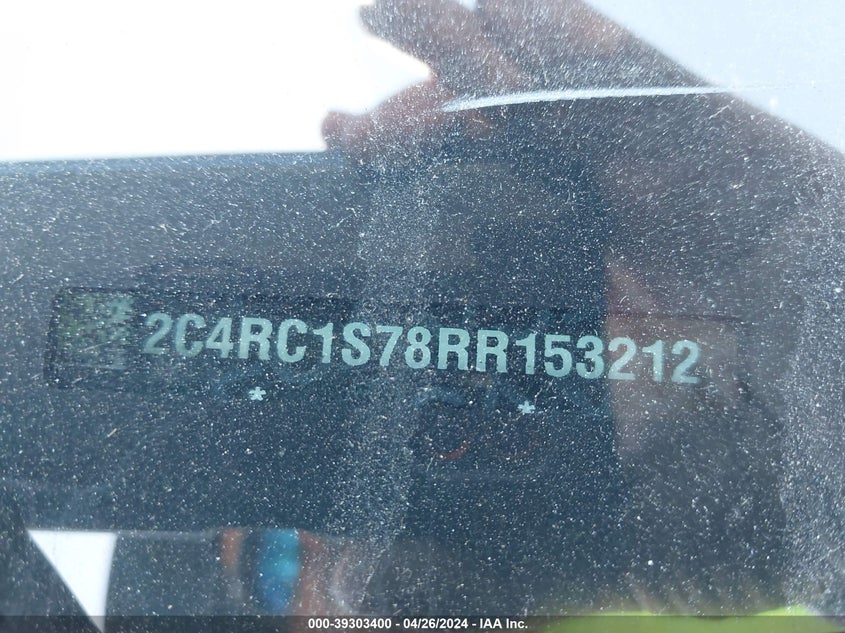 2C4RC1S78RR153212
* *
000-39303400 - 04/26/2024 - IAA Inc.